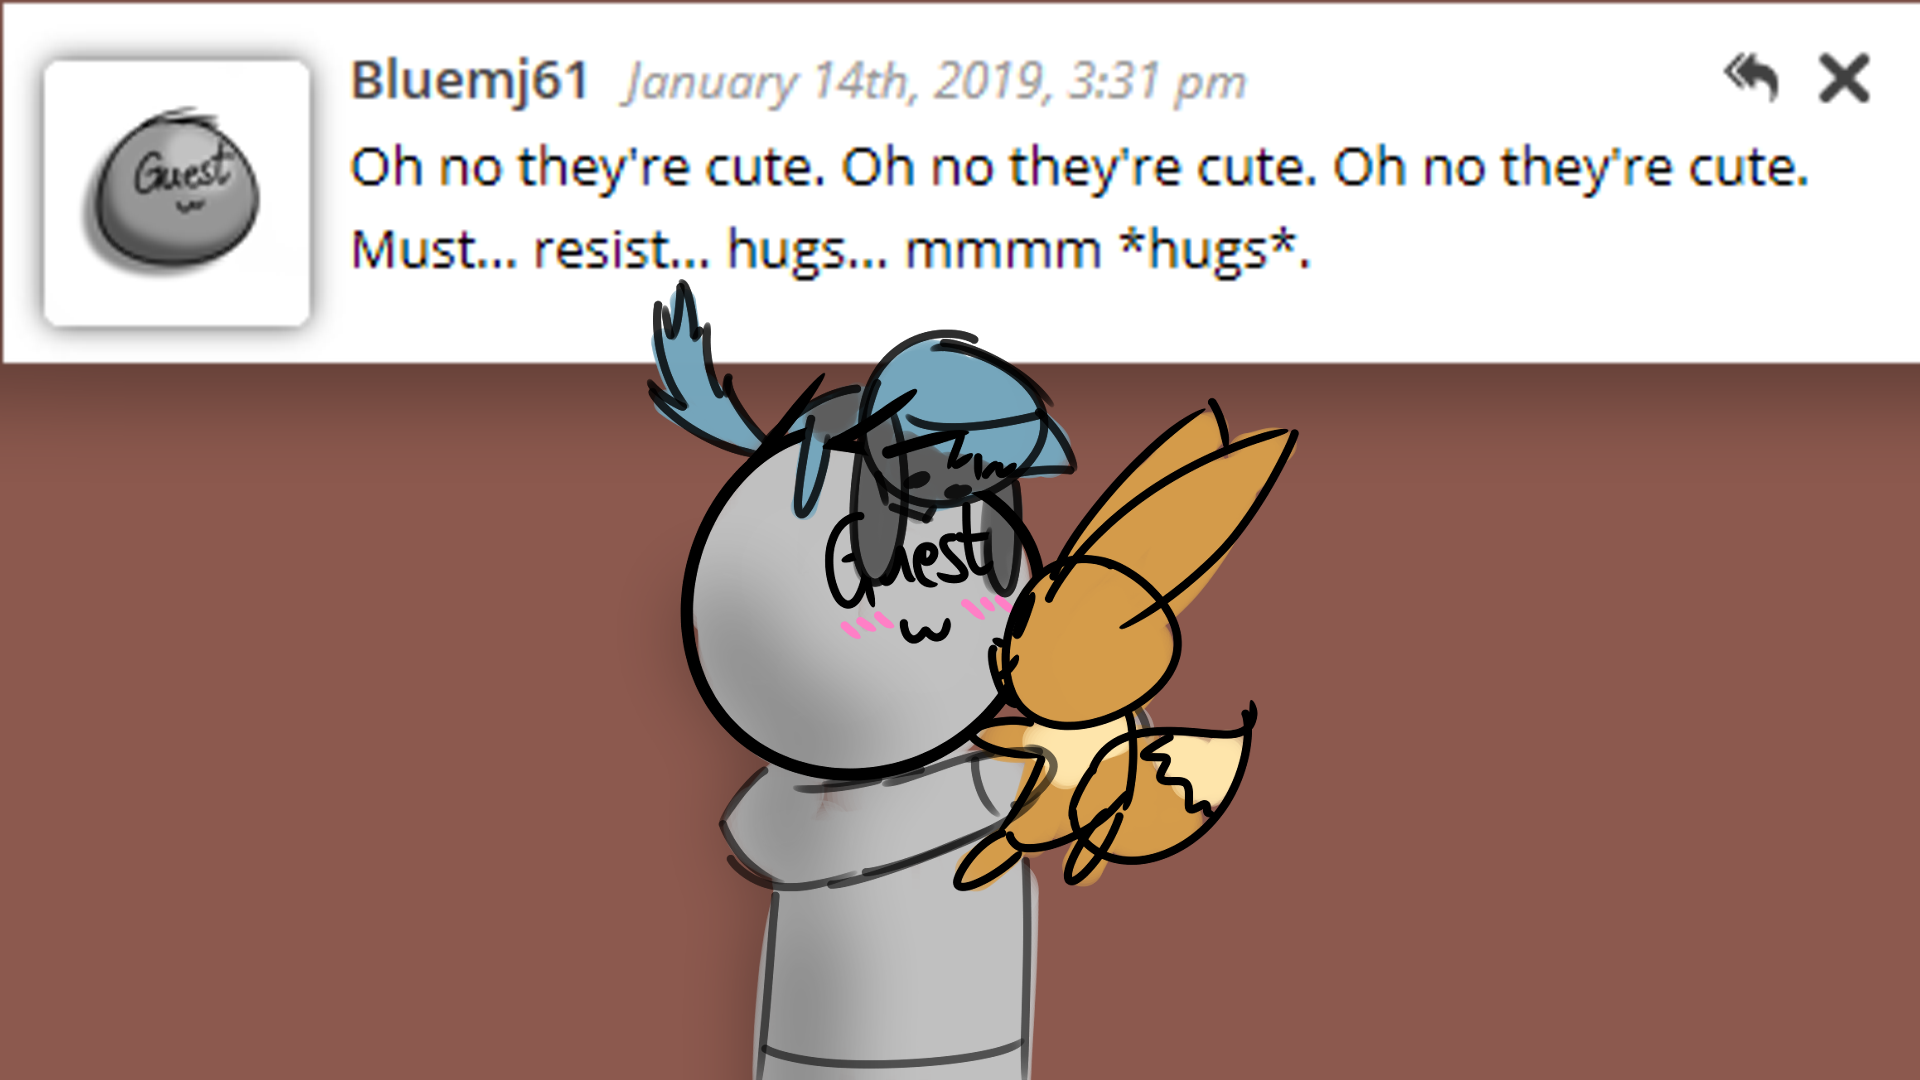 Guest
Bluemj61 January 14th, 2019, 3:31 pm
Oh no they're cute. Oh no they're cute. Oh no they're cute.
Must... resist... hugs... mmmm *hugs*.
Guest